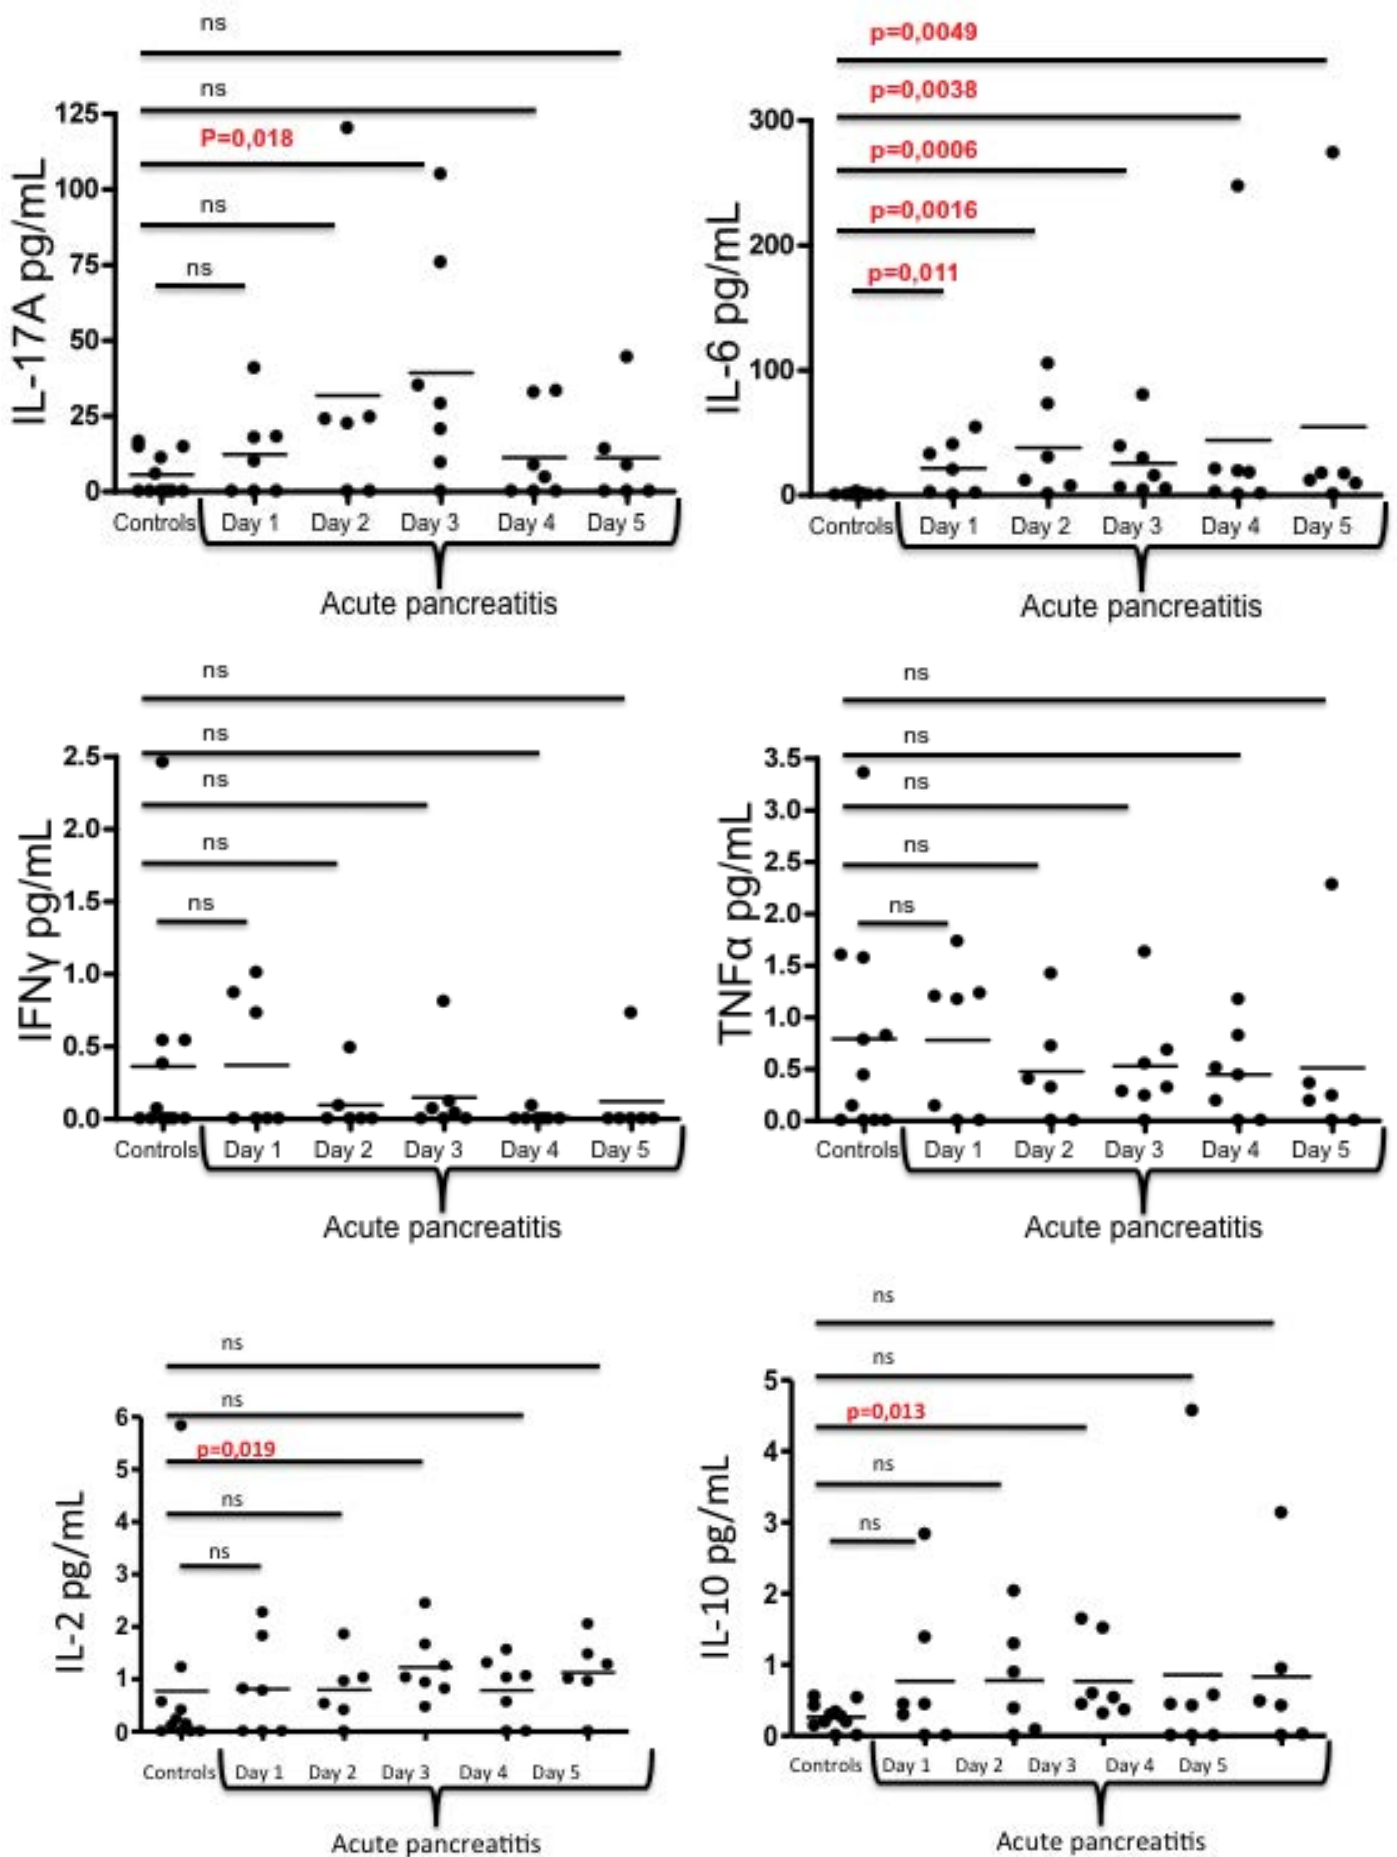 ns
ns
P=0,018
ns
ns
IL-17A pg/mL
125
100
75
50
25
0
Controls Day 1 Day 2 Day 3 Day 4 Day 5
Acute pancreatitis
p=0,0049
p=0,0038
p=0,0006
p=0,0016
p=0,011
IL-6 pg/mL
300
200
100
0
Controls Day 1 Day 2 Day 3 Day 4 Day 5
Acute pancreatitis
ns
ns
ns
ns
ns
IFNγ pg/mL
2.5
2.0
1.5
1.0
0.5
0.0
Controls Day 1 Day 2 Day 3 Day 4 Day 5
Acute pancreatitis
ns
ns
ns
ns
ns
TNFα pg/mL
3.5
3.0
2.5
2.0
1.5
1.0
0.5
0.0
Controls Day 1 Day 2 Day 3 Day 4 Day 5
Acute pancreatitis
ns
ns
p=0,019
ns
ns
IL-2 pg/mL
6
5
4
3
2
1
0
Controls Day 1 Day 2 Day 3 Day 4 Day 5
Acute pancreatitis
ns
ns
p=0,013
ns
ns
IL-10 pg/mL
5
4
3
2
1
0
Controls Day 1 Day 2 Day 3 Day 4 Day 5
Acute pancreatitis